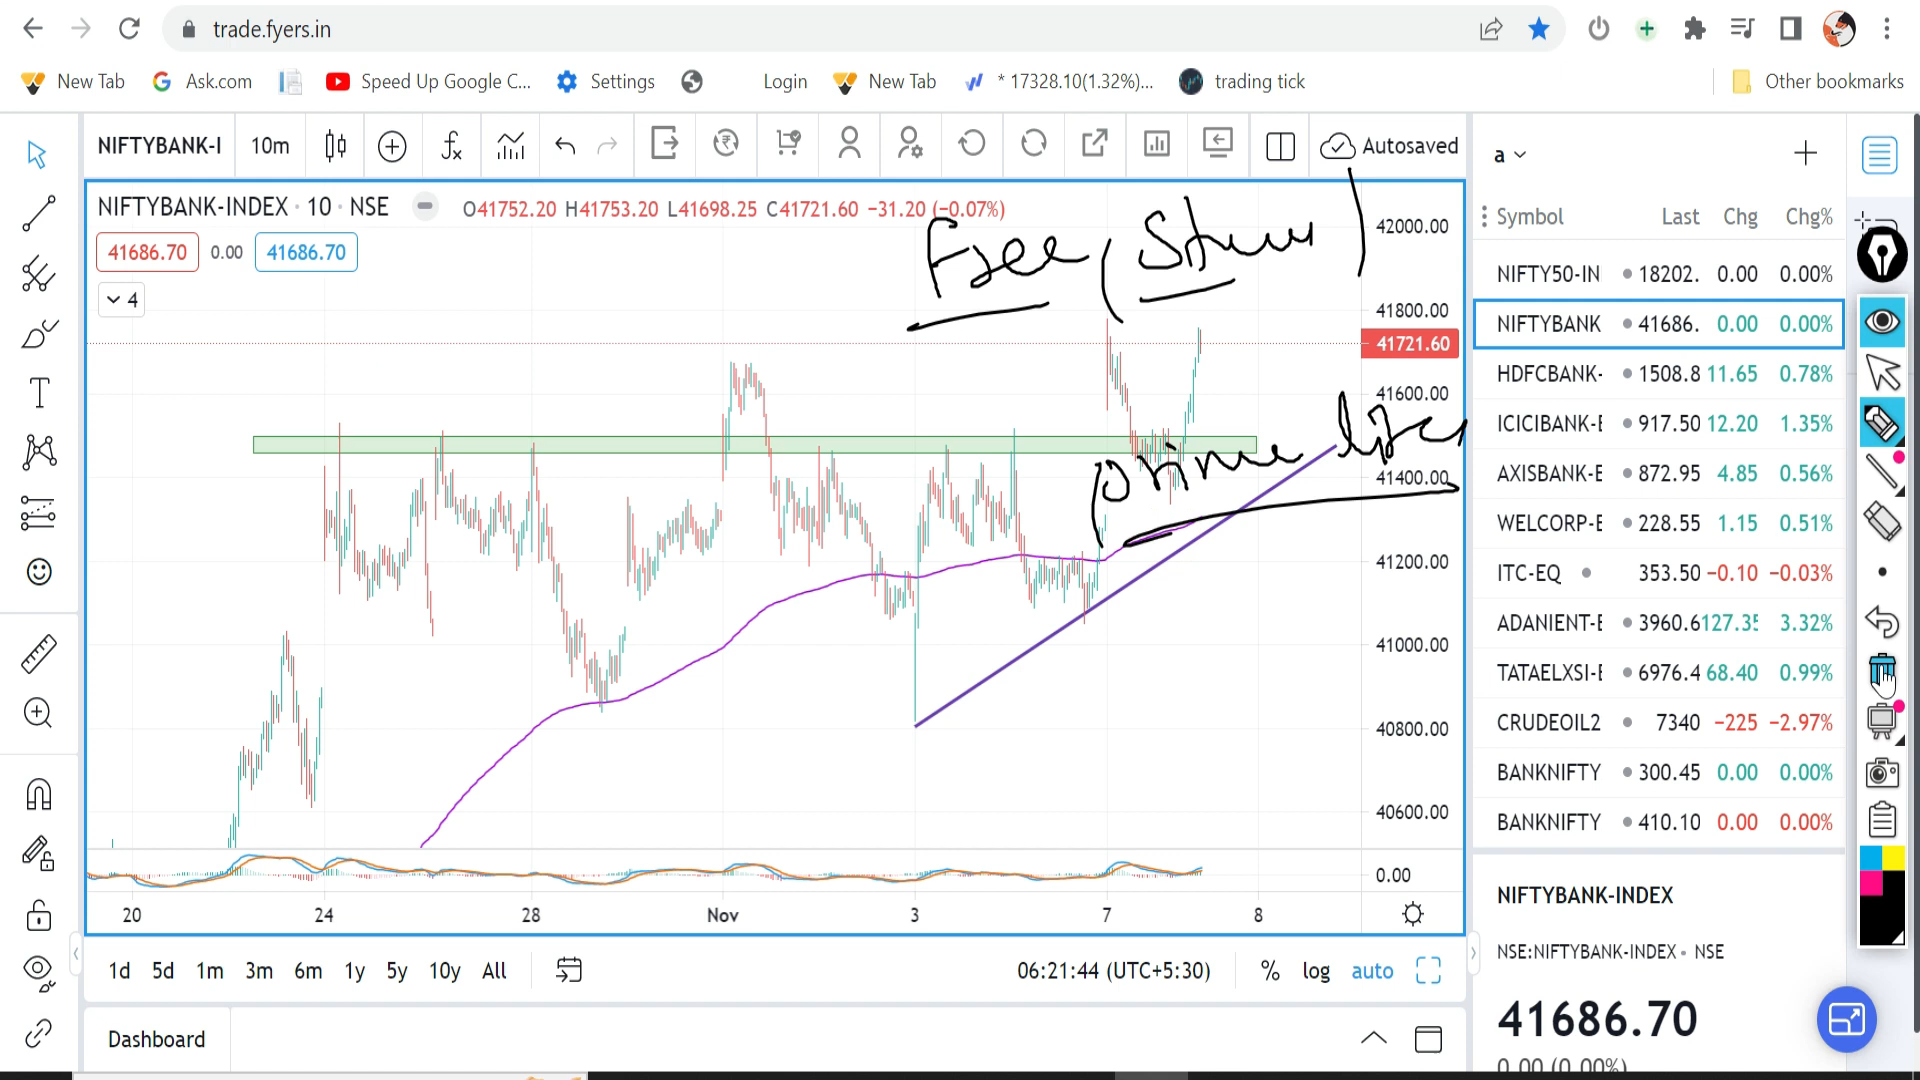 trade.fyers.in
New Tab Ask.com Speed Up Google C... Settings Login New Tab * 17328.10(1.32%)... trading tick Other bookmarks
NIFTYBANK-I 10m Autosaved
a
NIFTYBANK-INDEX · 10 · NSE O41752.20 H41753.20 L41698.25 C41721.60 −31.20 (−0.07%)
41686.70 0.00 41686.70
4
Free
42000.00
41800.00
41721.60
41600.00
41400.00
41200.00
41000.00
40800.00
40600.00
0.00
20 24 28 Nov 3 7 8
1d 5d 1m 3m 6m 1y 5y 10y All 06:21:44 (UTC+5:30) % log auto
Dashboard
Symbol Last Chg Chg%
NIFTY50-IN 18202. 0.00 0.00%
NIFTYBANK 41686. 0.00 0.00%
HDFCBANK- 1508.8 11.65 0.78%
ICICIBANK-E 917.50 12.20 1.35%
AXISBANK-E 872.95 4.85 0.56%
WELCORP-E 228.55 1.15 0.51%
ITC-EQ 353.50 −0.10 −0.03%
ADANIENT-E 3960.6 127.35 3.32%
TATAELXSI-E 6976.4 68.40 0.99%
CRUDEOIL2 7340 −225 −2.97%
BANKNIFTY 300.45 0.00 0.00%
BANKNIFTY 410.10 0.00 0.00%
NIFTYBANK-INDEX
NSE:NIFTYBANK-INDEX • NSE
41686.70
0.00 (0.00%)